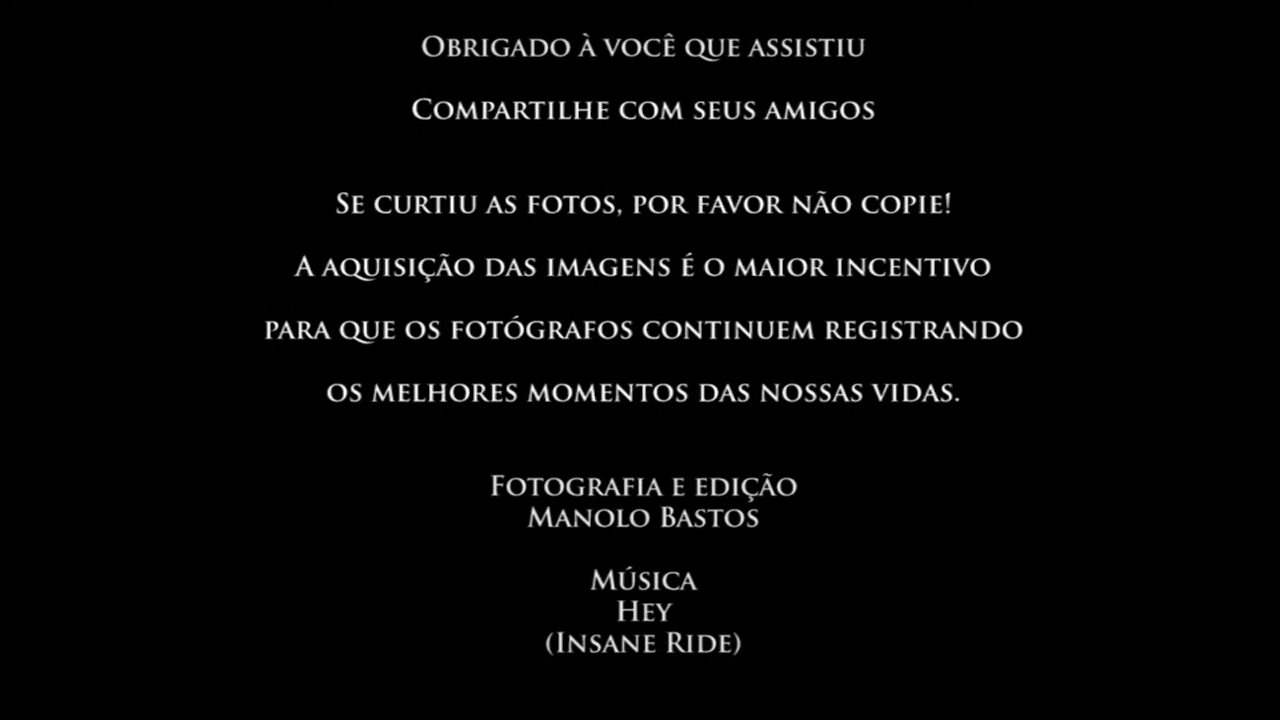 Obrigado à você que assistiu
Compartilhe com seus amigos
Se curtiu as fotos, por favor não copie!
A aquisição das imagens é o maior incentivo
para que os fotógrafos continuem registrando
os melhores momentos das nossas vidas.
Fotografia e edição
Manolo Bastos
Música
Hey
(Insane Ride)